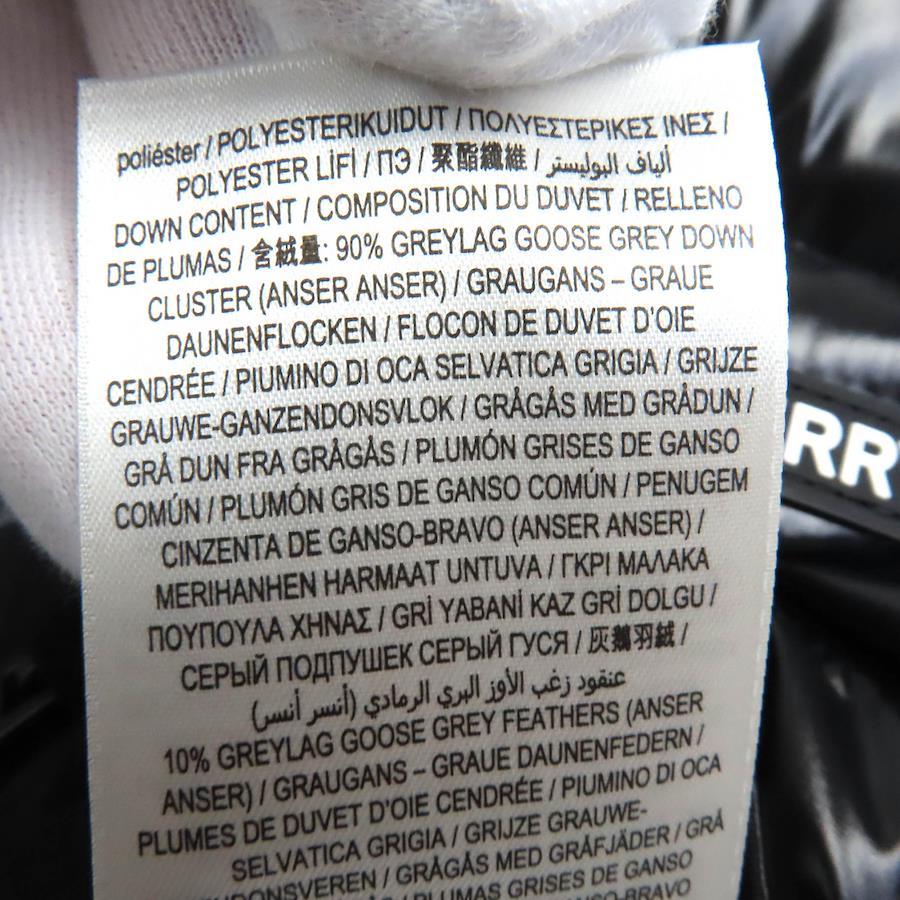 poliéster / POLYESTERIKUIDUT / ΠΟΛΥΕΣΤΕΡΙΚΕΣ ΙΝΕΣ /
POLYESTER LİFİ / ПЭ / 聚酯纖維 / ألياف البوليستر
DOWN CONTENT / COMPOSITION DU DUVET / RELLENO
DE PLUMAS / 含絨量: 90% GREYLAG GOOSE GREY DOWN
CLUSTER (ANSER ANSER) / GRAUGANS – GRAUE
DAUNENFLOCKEN / FLOCON DE DUVET D'OIE
CENDRÉE / PIUMINO DI OCA SELVATICA GRIGIA / GRIJZE
GRAUWE-GANZENDONSVLOK / GRÅGÅS MED GRÅDUN /
GRÅ DUN FRA GRÅGÅS / PLUMÓN GRISES DE GANSO
COMÚN / PLUMÓN GRIS DE GANSO COMÚN / PENUGEM
CINZENTA DE GANSO-BRAVO (ANSER ANSER) /
MERIHANHEN HARMAAT UNTUVA / ΓΚΡΙ ΜΑΛΑΚΑ
ΠΟΥΠΟΥΛΑ ΧΗΝΑΣ / GRİ YABANİ KAZ GRİ DOLGU /
СЕРЫЙ ПОДПУШЕК СЕРЫЙ ГУСЯ / 灰鵝羽絨 /
عنقود زغب الأوز البري الرمادي (أنسر أنسر)
10% GREYLAG GOOSE GREY FEATHERS (ANSER
ANSER) / GRAUGANS – GRAUE DAUNENFEDERN /
PLUMES DE DUVET D'OIE CENDRÉE / PIUMINO DI OCA
SELVATICA GRIGIA / GRIJZE GRAUWE-
DONSVEREN / GRÅGÅS MED GRÅFJÄDER / GRÅ
PLUMAS GRISES DE GANSO
RR